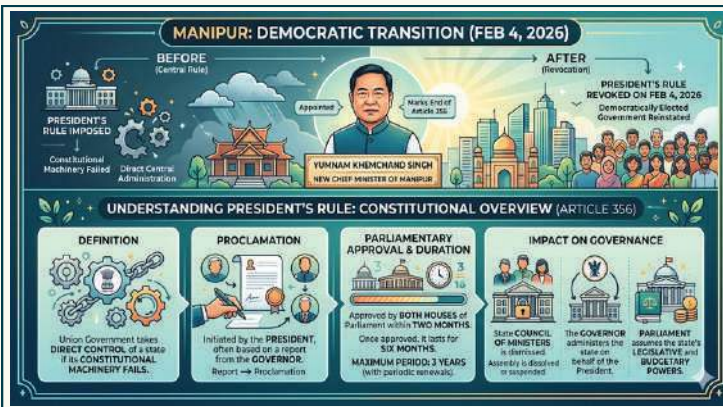 MANIPUR: DEMOCRATIC TRANSITION (FEB 4, 2026)
BEFORE
(Central Rule)
PRESIDENT'S
RULE IMPOSED
Constitutional
Machinery Failed
Direct Central
Administration
Appointed
Marks End of
Article 356
YUMNAM KHEMCHAND SINGH
NEW CHIEF MINISTER OF MANIPUR
AFTER
(Revocation)
PRESIDENT'S RULE
REVOKED ON FEB 4, 2026
Democratically Elected
Government Reinstated
UNDERSTANDING PRESIDENT'S RULE: CONSTITUTIONAL OVERVIEW (ARTICLE 356)
DEFINITION
Union Government takes
DIRECT CONTROL of a state
if its CONSTITUTIONAL
MACHINERY FAILS.
PROCLAMATION
Initiated by the PRESIDENT,
often based on a report
from the GOVERNOR.
Report → Proclamation
PARLIAMENTARY
APPROVAL & DURATION
3
3
Approved by BOTH HOUSES of
Parliament within TWO MONTHS.
Once approved, it lasts for
SIX MONTHS.
MAXIMUM PERIOD: 3 YEARS
(with periodic renewals).
IMPACT ON GOVERNANCE
State COUNCIL
OF MINISTERS
is dismissed.
Assembly is dissolved
or suspended.
The GOVERNOR
administers the
state on
behalf of the
President.
PARLIAMENT
assumes the state's
LEGISLATIVE and
BUDGETARY
POWERS.